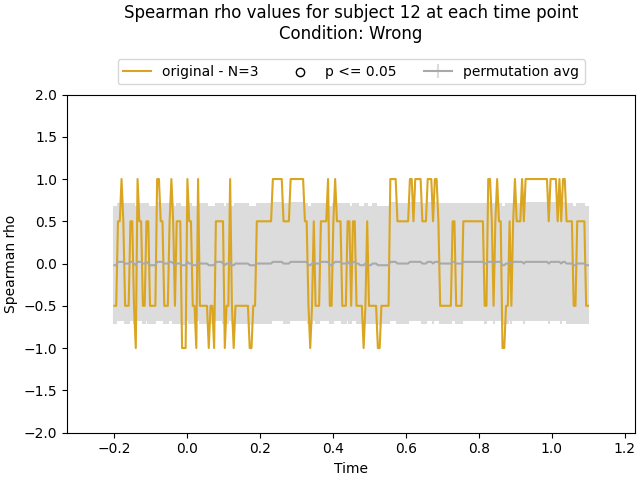 Spearman rho values for subject 12 at each time point
Condition: Wrong
original - N=3
p <= 0.05
permutation avg
2.0
1.5
1.0
0.5
0.0
−0.5
−1.0
−1.5
−2.0
Spearman rho
−0.2
0.0
0.2
0.4
0.6
0.8
1.0
1.2
Time